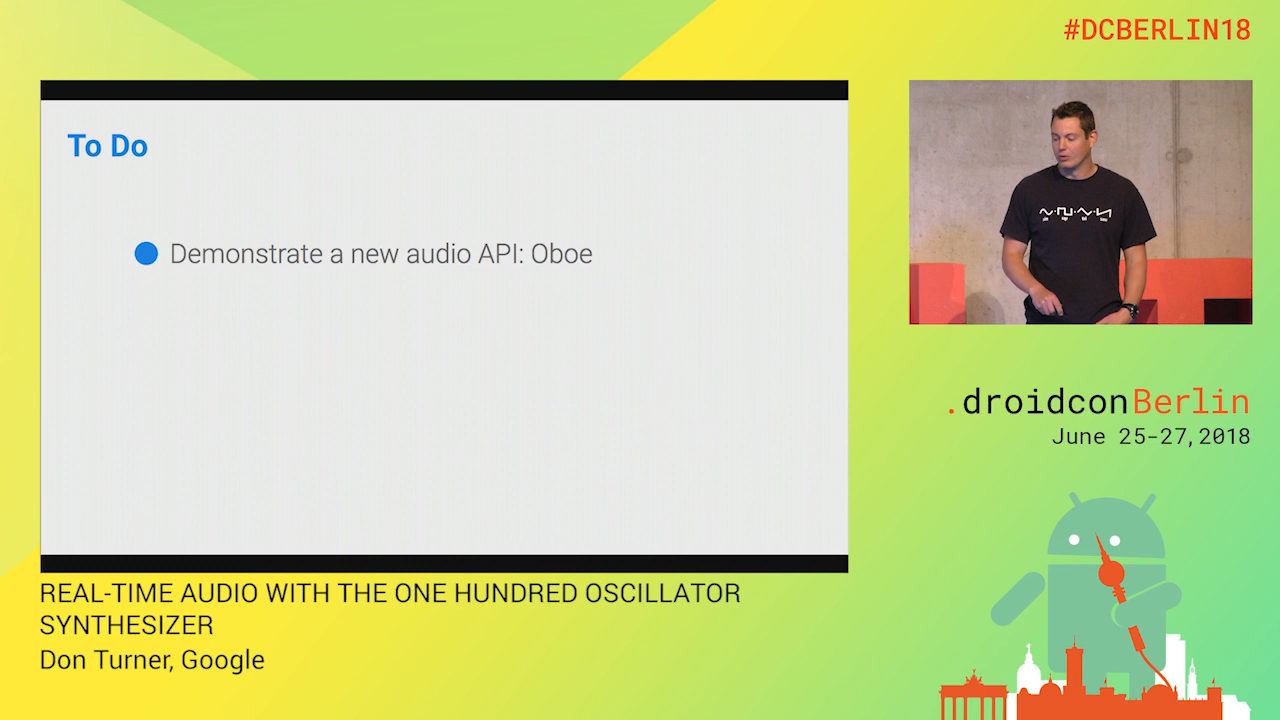 #DCBERLIN18
To Do
Demonstrate a new audio API: Oboe
.droidconBerlin
June 25-27, 2018
REAL-TIME AUDIO WITH THE ONE HUNDRED OSCILLATOR
SYNTHESIZER
Don Turner, Google